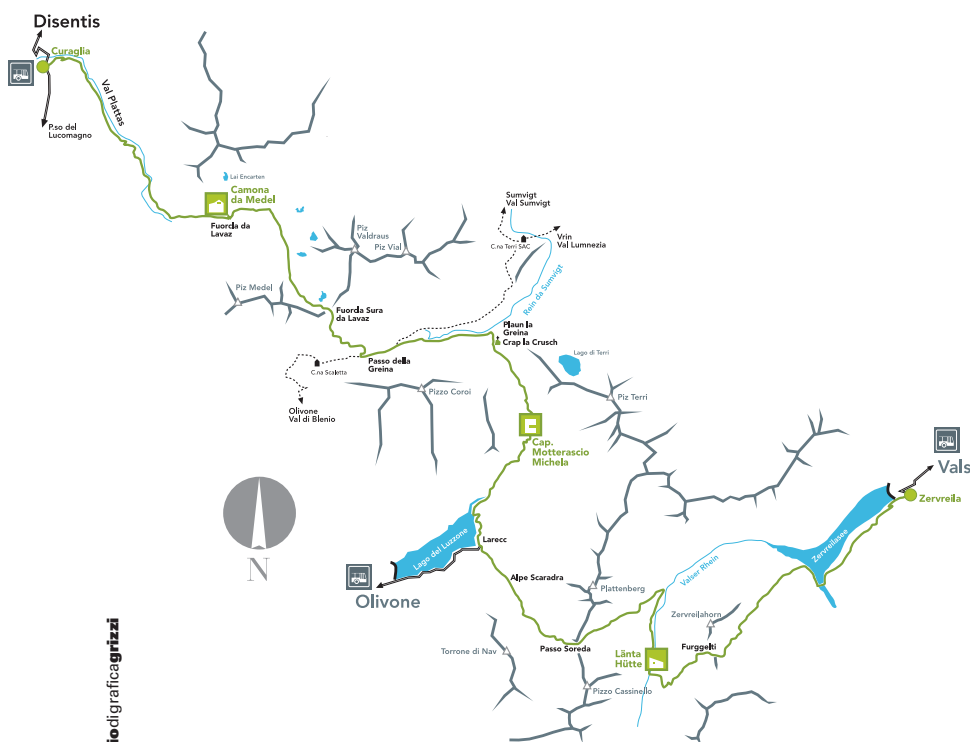 Disentis
Curaglia
Val Plattas
P.so del
Lucomagno
Lai Encarten
Camona
da Medel
Fuorcla da
Lavaz
Sumvigt
Val Sumvigt
Vrin
Val Lumnezia
C.na Terri SAC
Piz
Valdraus
Piz Vial
Rein da Sumvigt
Piz Medel
Fuorcla Sura
da Lavaz
Plaun la
Greina
Crap la Crusch
Passo della
Greina
C.na Scaletta
Lago di Terri
Olivone
Val di Blenio
Pizzo Coroi
Piz Terri
Cap.
Motterascio
Michela
Vals
Zervreila
Zervreilasee
N
Lago del Luzzone
Larecc
Olivone
Alpe Scaradra
Plattenberg
Valser Rhein
Zervreilahorn
Torrone di Nav
Passo Soreda
Länta
Hütte
Furggelti
Pizzo Cassinello
iodigraficagrizzi